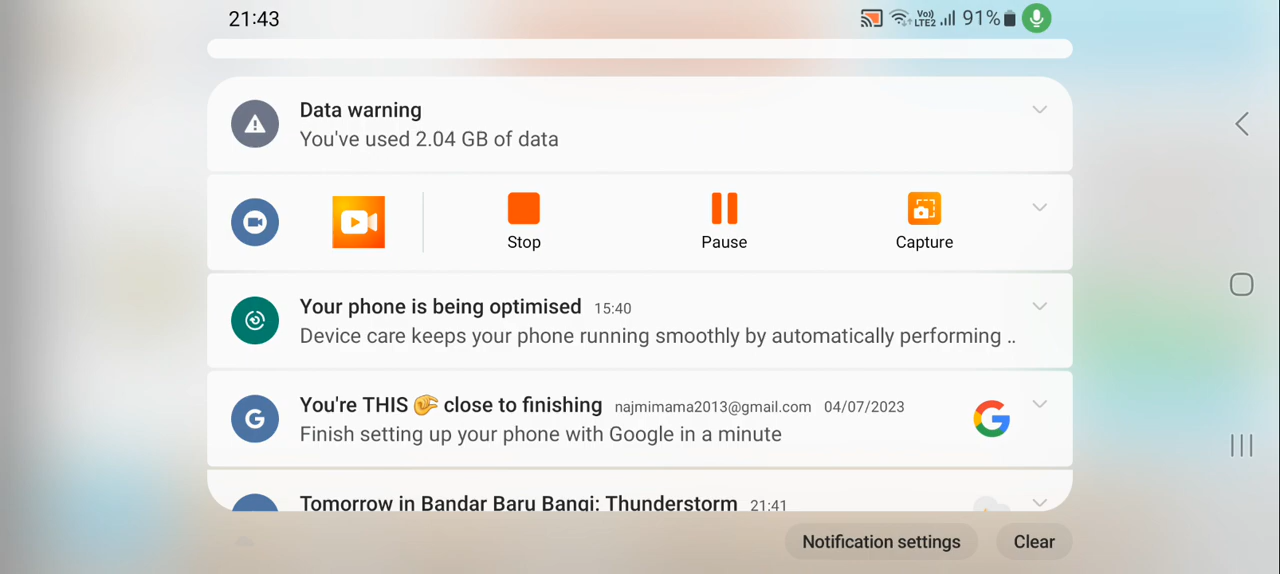 21:43
Vo)) LTE2 91%
Data warning
You've used 2.04 GB of data
Stop
Pause
Capture
Your phone is being optimised 15:40
Device care keeps your phone running smoothly by automatically performing ..
You're THIS 🤏 close to finishing najmimama2013@gmail.com 04/07/2023
Finish setting up your phone with Google in a minute
Tomorrow in Bandar Baru Bangi: Thunderstorm 21:41
Notification settings
Clear